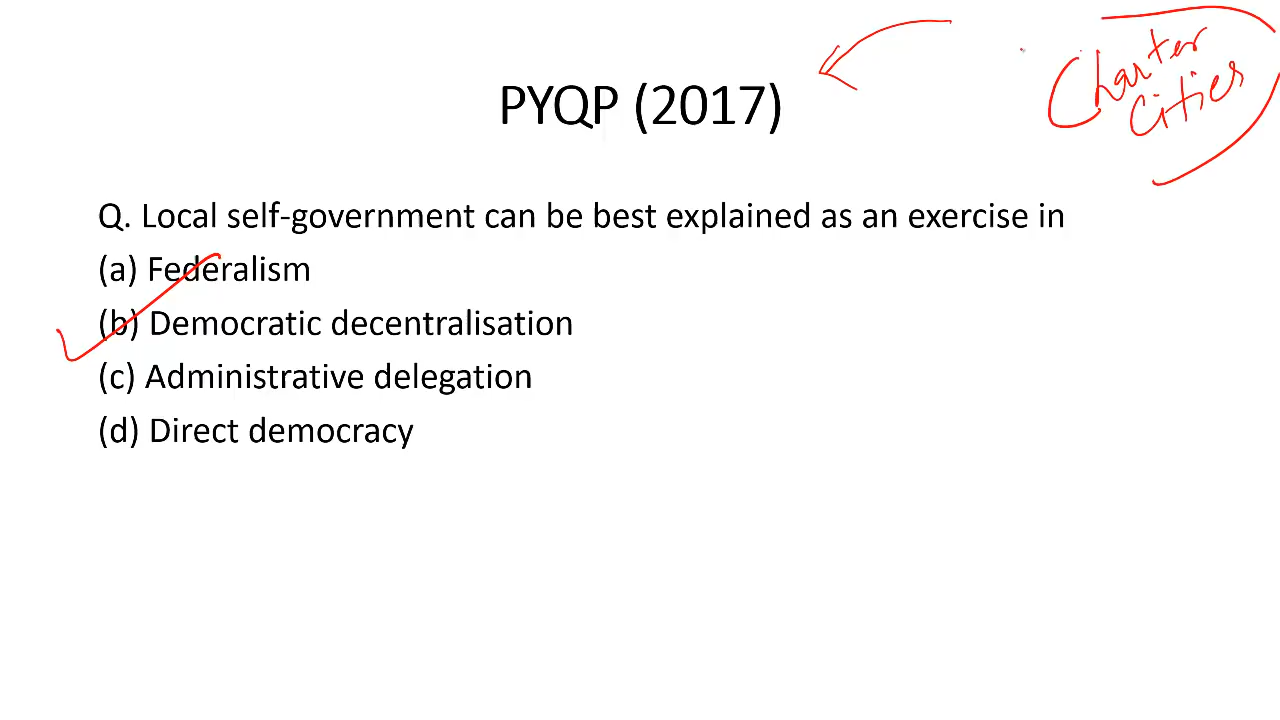 Charter
Cities
PYQP (2017)
Q. Local self-government can be best explained as an exercise in
(a) Federalism
(b) Democratic decentralisation
(c) Administrative delegation
(d) Direct democracy